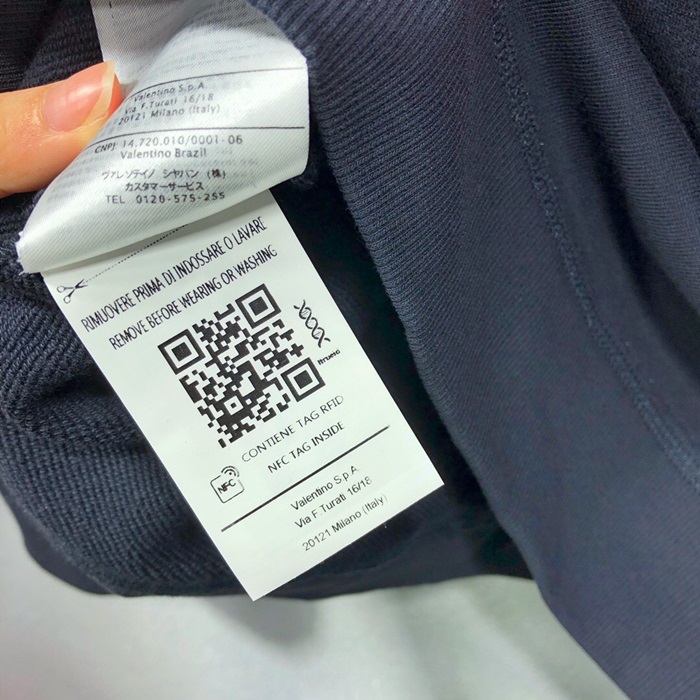 Valentino S.p.A.
Via F.Turati 16/18
20121 Milano (Italy)
CNPJ 14.720.010/0001-06
Valentino Brazil
ヴァレンティノ ジャパン (株)
カスタマーサービス
TEL 0120-575-255
RIMUOVERE PRIMA DI INDOSSARE O LAVARE
REMOVE BEFORE WEARING OR WASHING
CONTIENE TAG RFID
NFC TAG INSIDE
NFC
Valentino S.p.A.
Via F.Turati 16/18
20121 Milano (Italy)